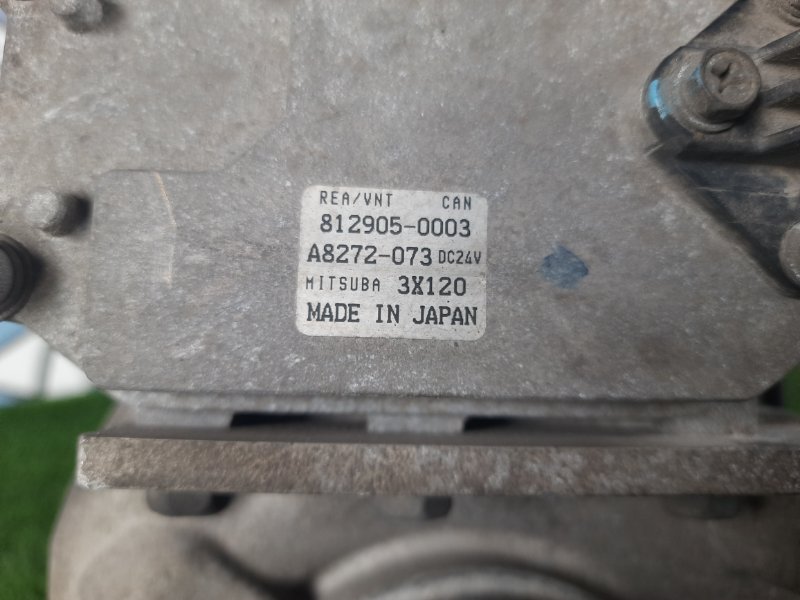 REA/VNT CAN
812905-0003
A8272-073 DC24V
MITSUBA 3X120
MADE IN JAPAN